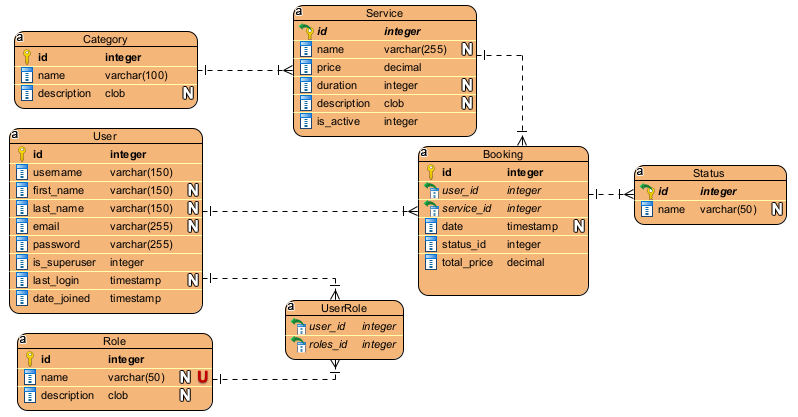 a
Category
id integer
name varchar(100)
description clob N
a
Service
id integer
name varchar(255) N
price decimal
duration integer N
description clob N
is_active integer
a
User
id integer
username varchar(150)
first_name varchar(150) N
last_name varchar(150) N
email varchar(255) N
password varchar(255)
is_superuser integer
last_login timestamp N
date_joined timestamp
a
Booking
id integer
user_id integer
service_id integer
date timestamp N
status_id integer
total_price decimal
a
Status
id integer
name varchar(50) N
a
UserRole
user_id integer
roles_id integer
a
Role
id integer
name varchar(50) N U
description clob N